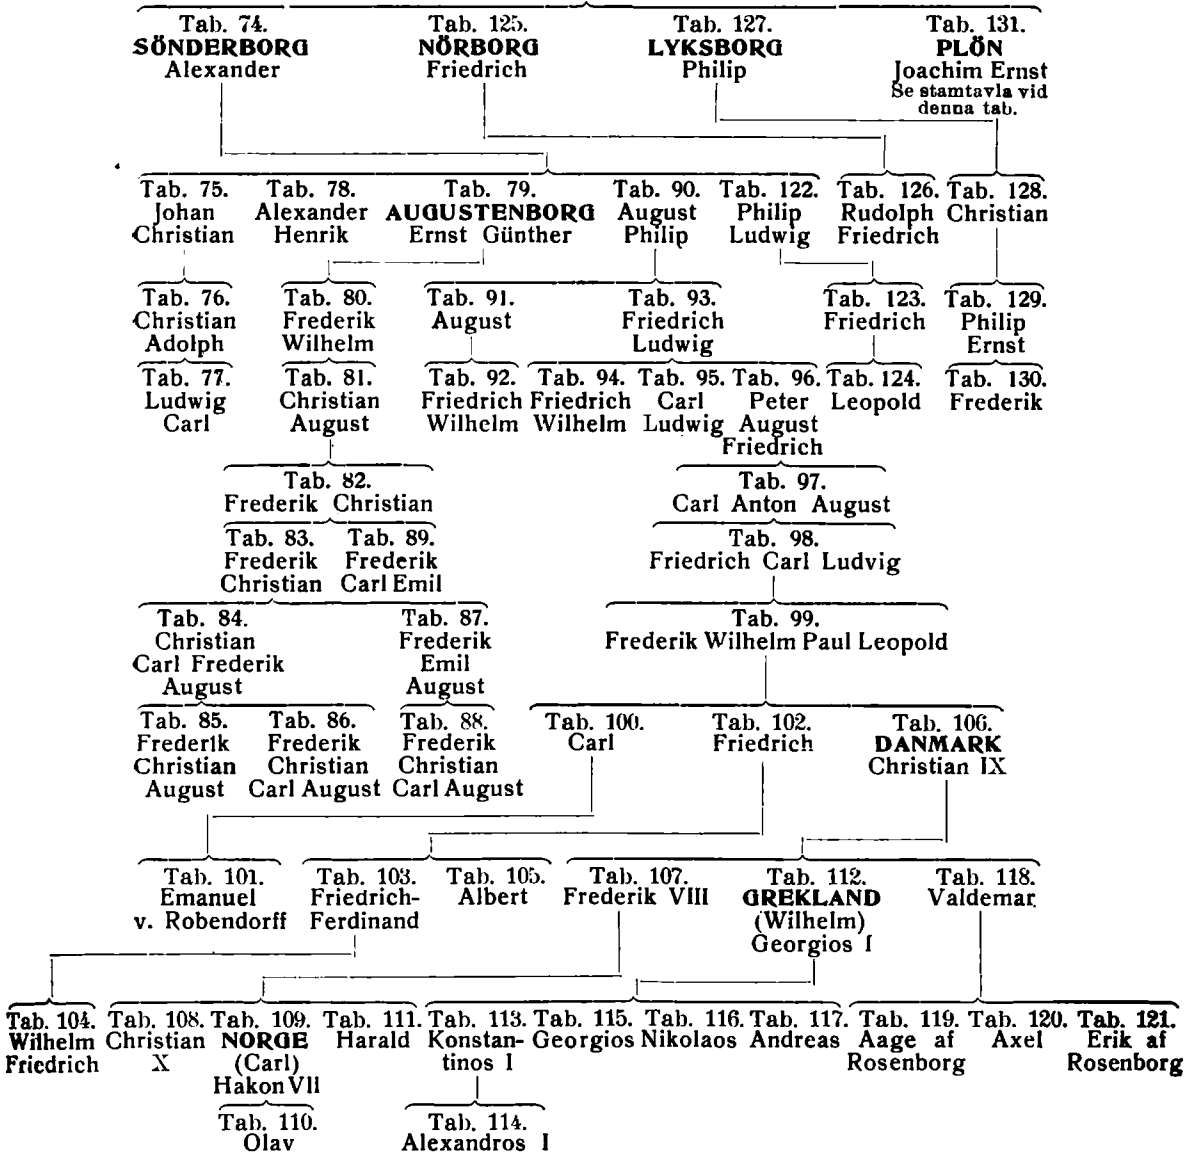 Tab. 74. Tab. 125. Tab. 127. Tab. 131.
SÖNDERBORG NÖRBORG LYKSBORG PLÖN
Alexander Friedrich Philip Joachim Ernst
Se stamtavla vid
denna tab.
Tab. 75. Tab. 78. Tab. 79. Tab. 90. Tab. 122. Tab. 126. Tab. 128.
Johan Alexander AUGUSTENBORG August Philip Rudolph Christian
Christian Henrik Ernst Günther Philip Ludwig Friedrich
Tab. 76. Tab. 80. Tab. 91. Tab. 93. Tab. 123. Tab. 129.
Christian Frederik August Friedrich Friedrich Philip
Adolph Wilhelm Ludwig Ernst
Tab. 77. Tab. 81. Tab. 92. Tab. 94. Tab. 95. Tab. 96. Tab. 124. Tab. 130.
Ludwig Christian Friedrich Friedrich Carl Peter Leopold Frederik
Carl August Wilhelm Wilhelm Ludwig August
Friedrich
Tab. 82. Tab. 97.
Frederik Christian Carl Anton August
Tab. 83. Tab. 89. Tab. 98.
Frederik Frederik Friedrich Carl Ludvig
Christian Carl Emil
Tab. 84. Tab. 87. Tab. 99.
Christian Frederik Frederik Wilhelm Paul Leopold
Carl Frederik Emil
August August
Tab. 85. Tab. 86. Tab. 88. Tab. 100. Tab. 102. Tab. 106.
Frederik Frederik Frederik Carl Friedrich DANMARK
Christian Christian Christian Christian IX
August Carl August Carl August
Tab. 101. Tab. 103. Tab. 105. Tab. 107. Tab. 112. Tab. 118.
Emanuel Friedrich- Albert Frederik VIII GREKLAND Valdemar
v. Robendorff Ferdinand (Wilhelm)
Georgios I
Tab. 104. Tab. 108. Tab. 109. Tab. 111. Tab. 113. Tab. 115. Tab. 116. Tab. 117. Tab. 119. Tab. 120. Tab. 121.
Wilhelm Christian NORGE Harald Konstan- Georgios Nikolaos Andreas Aage af Axel Erik af
Friedrich X (Carl) tinos I Rosenborg Rosenborg
Hakon VII
Tab. 110. Tab. 114.
Olav Alexandros I